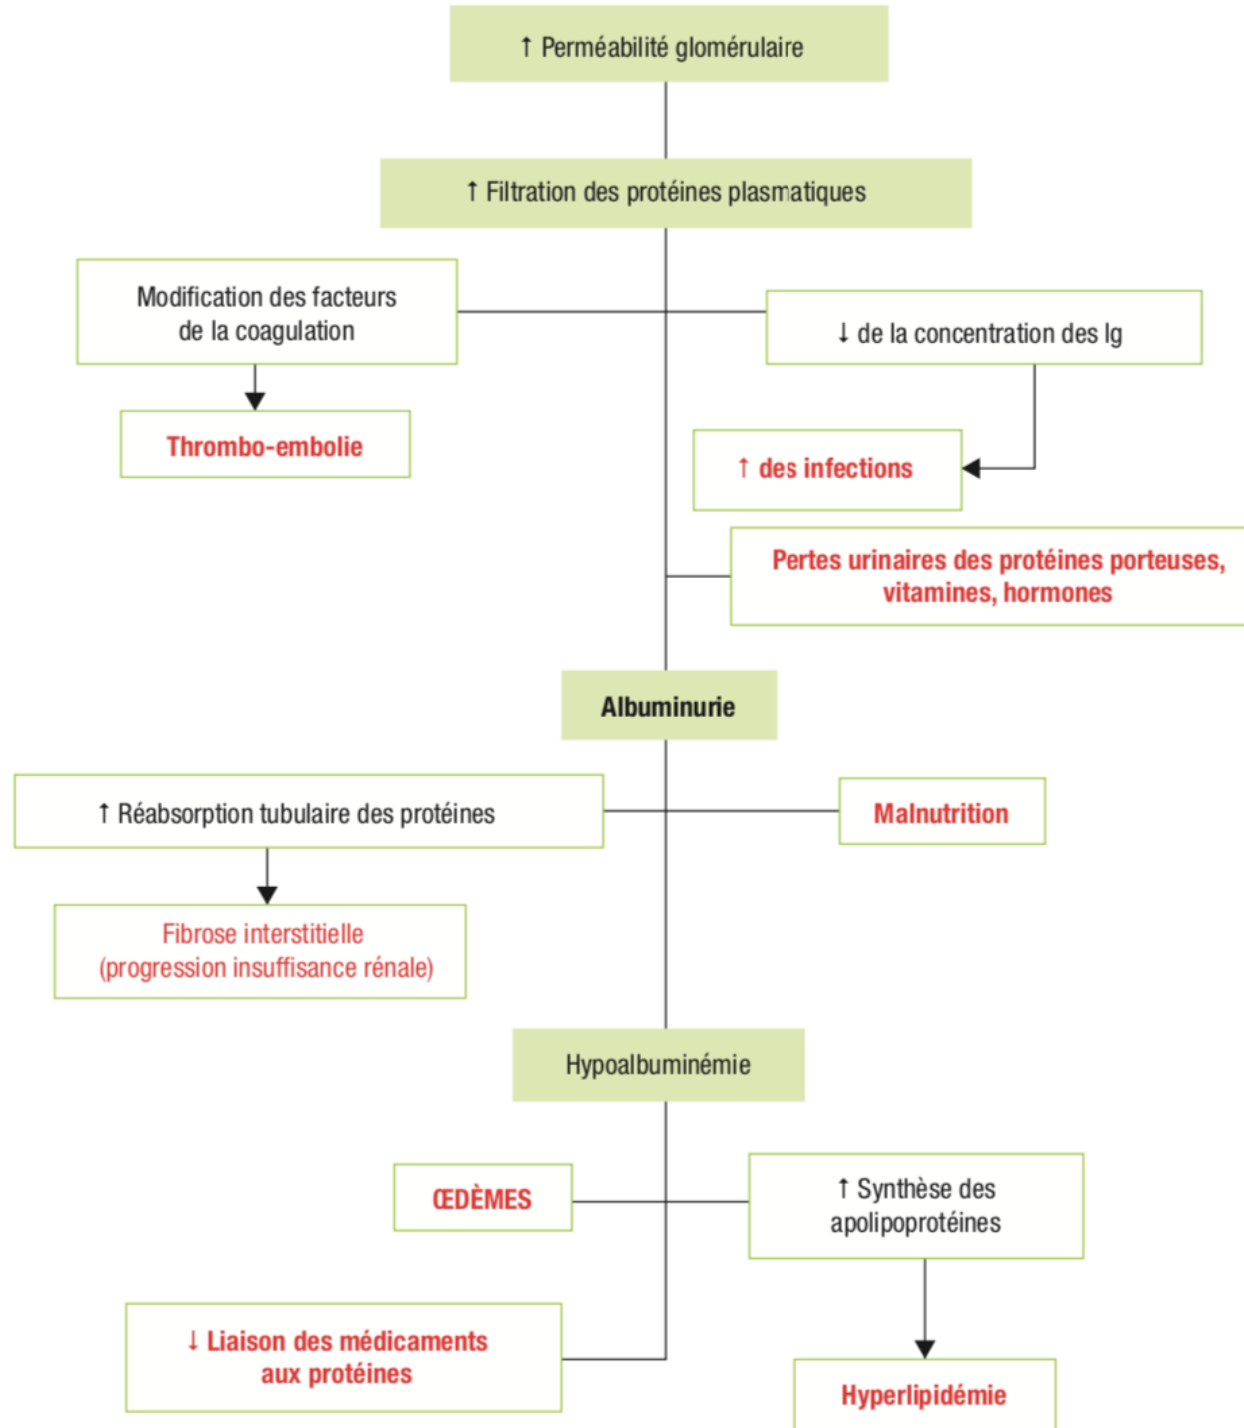 ↑ Perméabilité glomérulaire
↑ Filtration des protéines plasmatiques
Modification des facteurs
de la coagulation
↓ de la concentration des Ig
Thrombo-embolie
↑ des infections
Pertes urinaires des protéines porteuses,
vitamines, hormones
Albuminurie
↑ Réabsorption tubulaire des protéines
Malnutrition
Fibrose interstitielle
(progression insuffisance rénale)
Hypoalbuminémie
ŒDÈMES
↑ Synthèse des
apolipoprotéines
↓ Liaison des médicaments
aux protéines
Hyperlipidémie